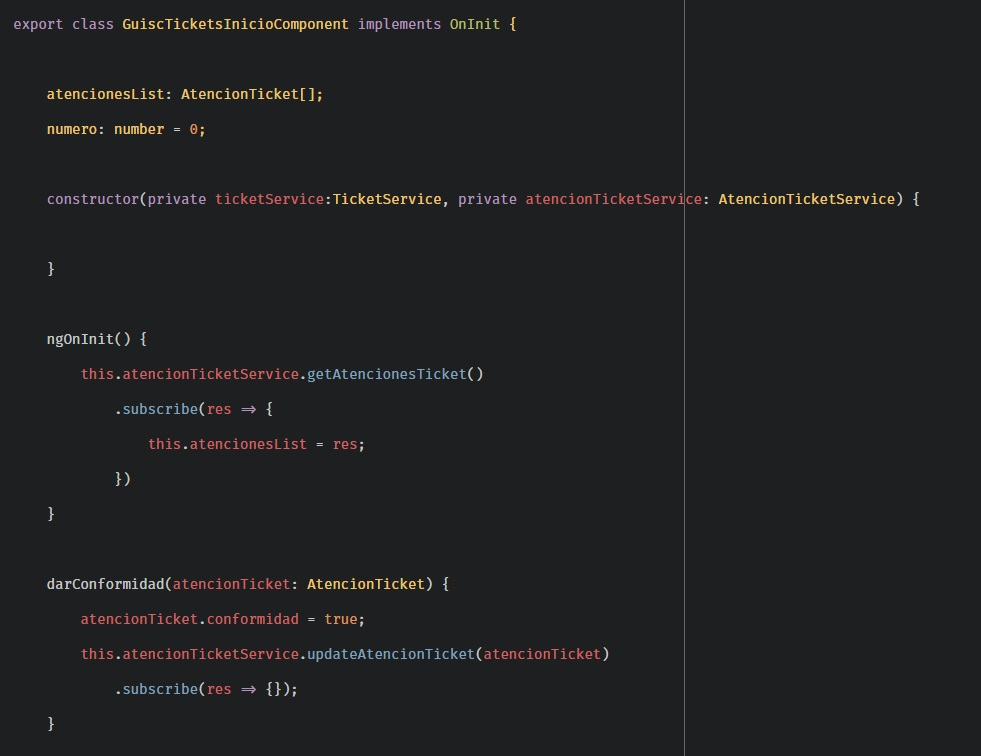 export class GuiscTicketsInicioComponent implements OnInit {
atencionesList: AtencionTicket[];
numero: number = 0;
constructor(private ticketService:TicketService, private atencionTicketService: AtencionTicketService) {
}
ngOnInit() {
this.atencionTicketService.getAtencionesTicket()
.subscribe(res => {
this.atencionesList = res;
})
}
darConformidad(atencionTicket: AtencionTicket) {
atencionTicket.conformidad = true;
this.atencionTicketService.updateAtencionTicket(atencionTicket)
.subscribe(res => {});
}